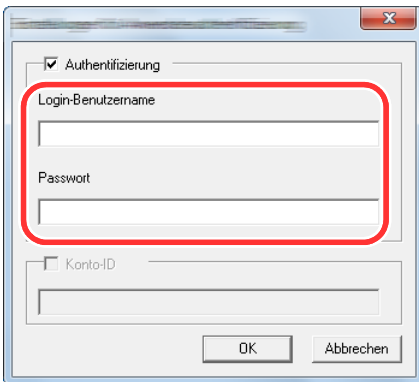 Authentifizierung
Login-Benutzername
Passwort
Konto-ID
OK
Abbrechen